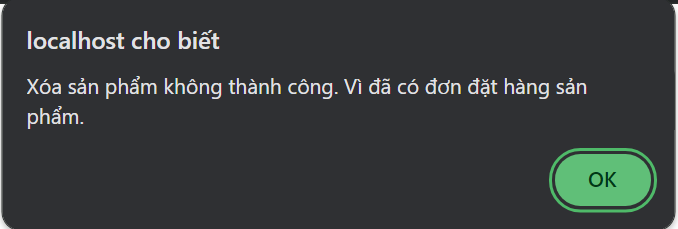 localhost cho biết
Xóa sản phẩm không thành công. Vì đã có đơn đặt hàng sản
phẩm.
OK